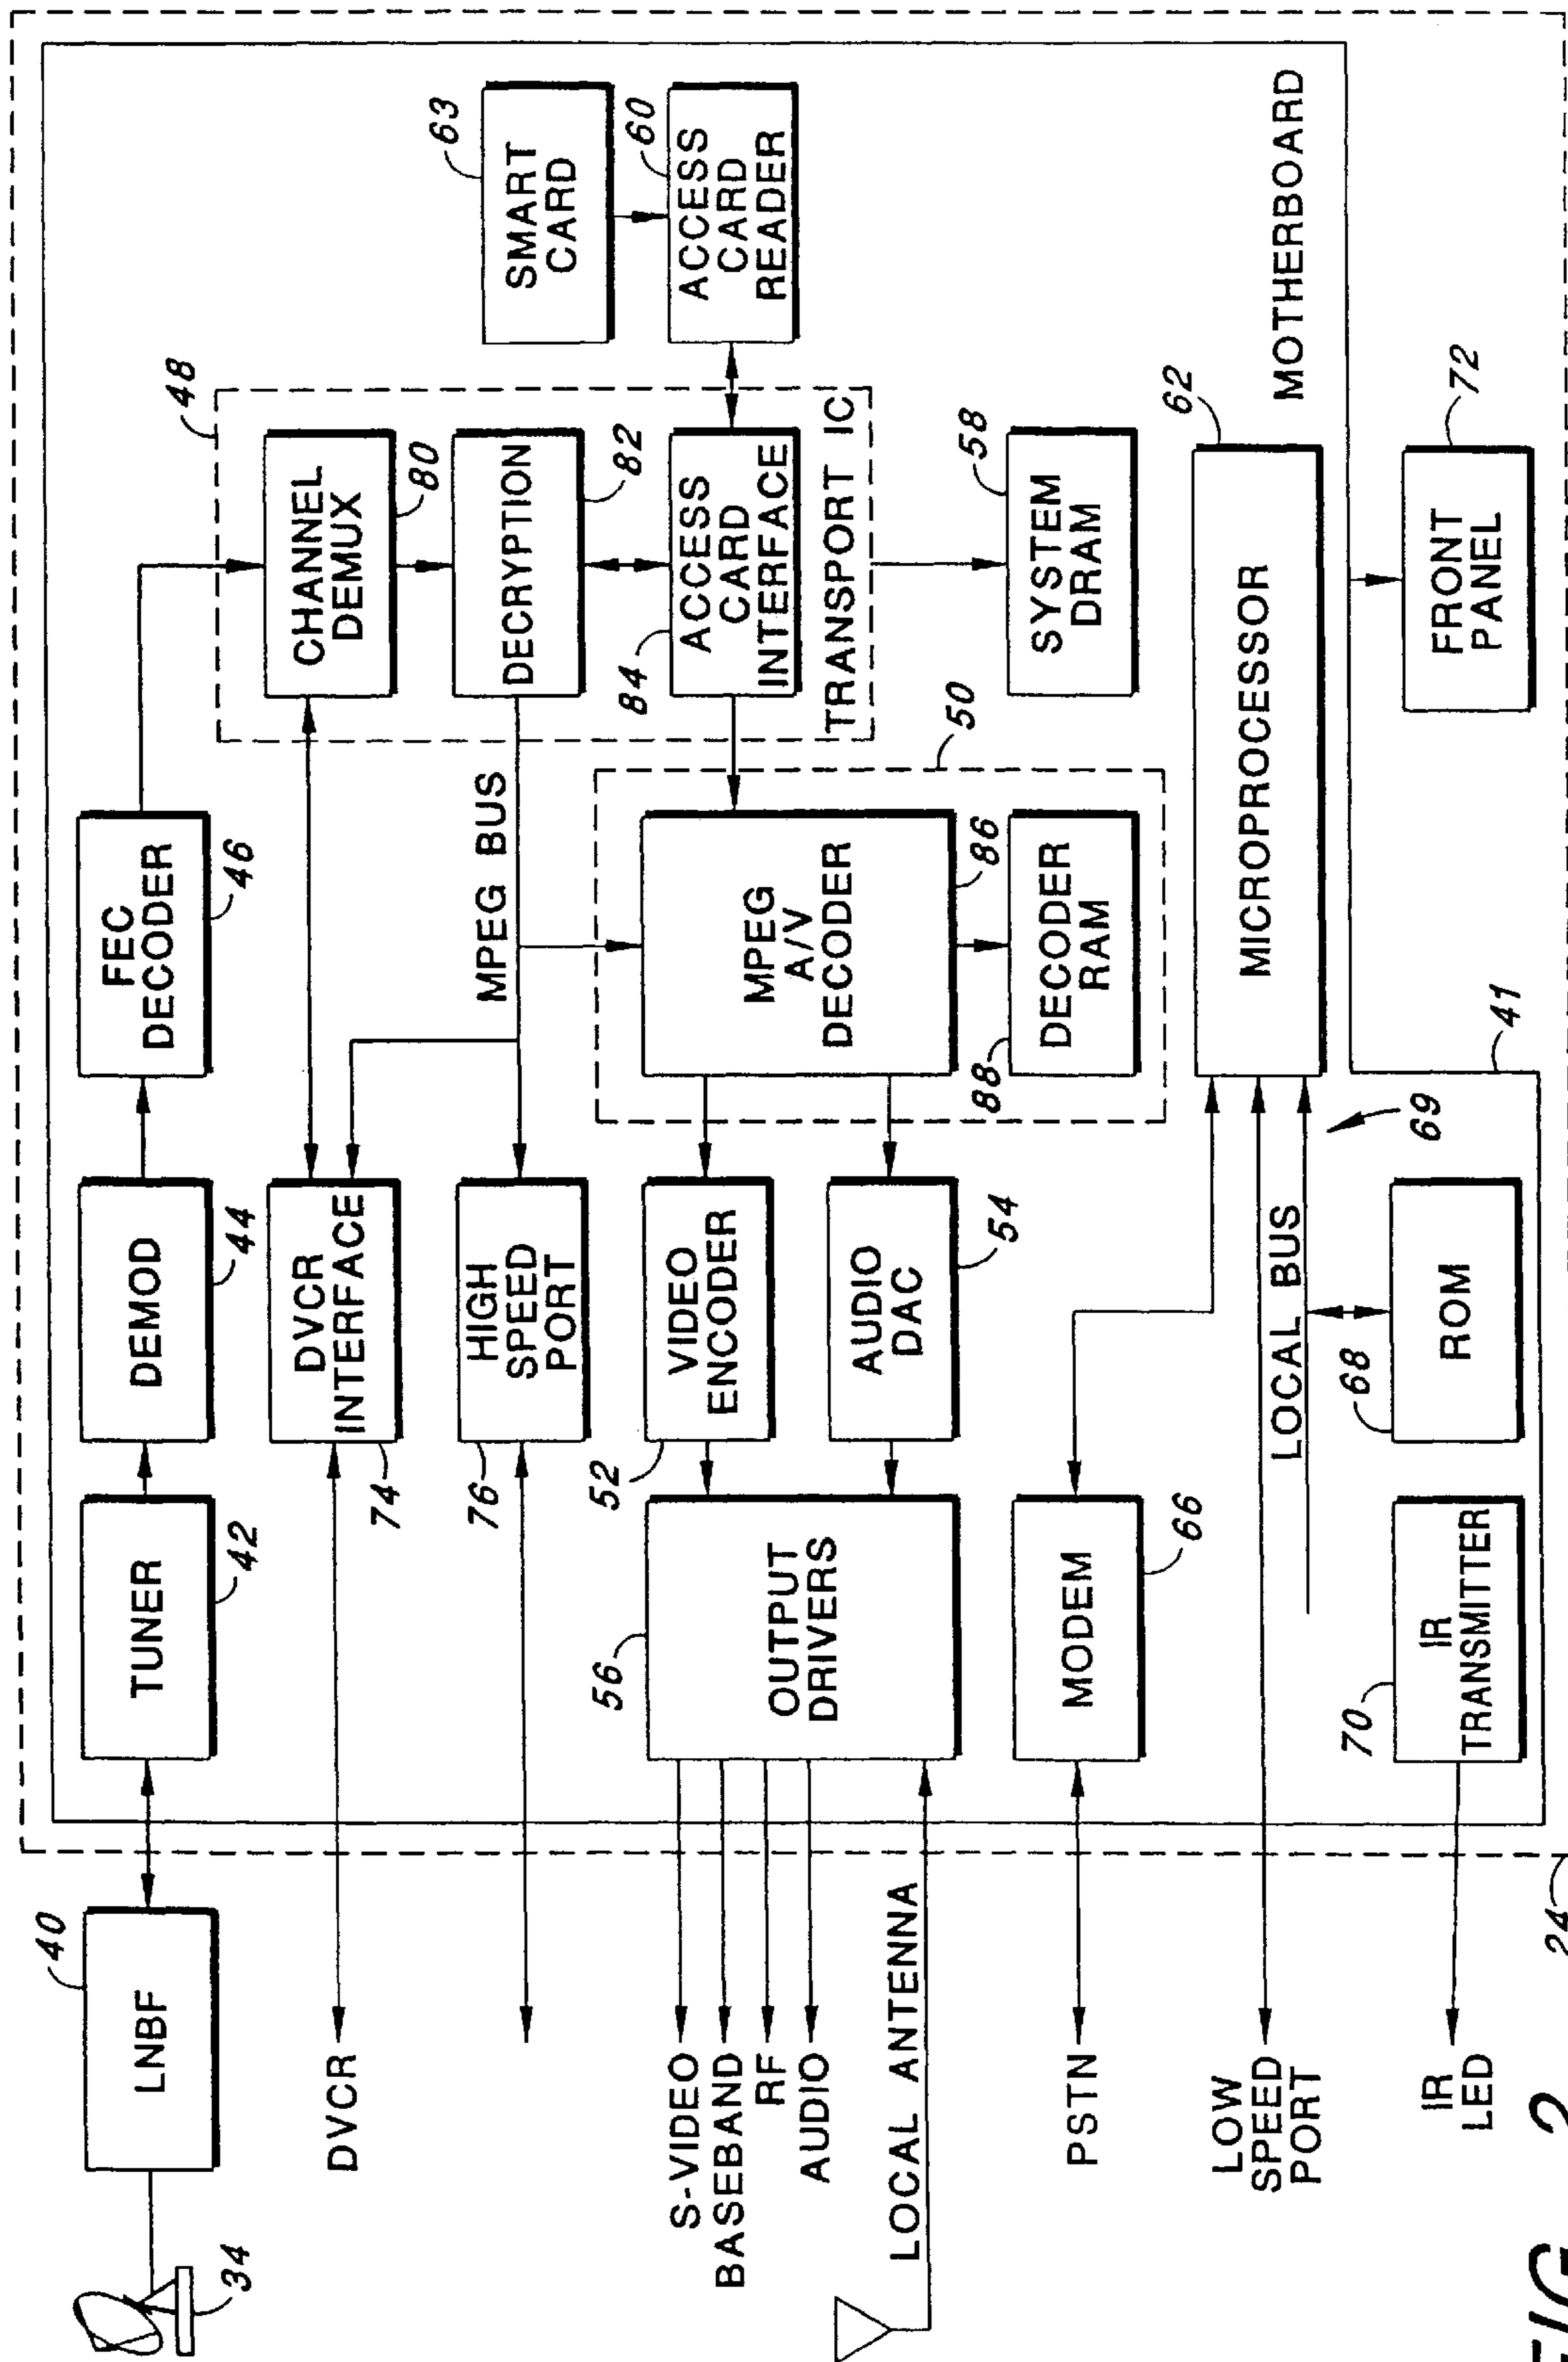 34
LNBF
40
TUNER
42
DEMOD
44
FEC
DECODER
46
DVCR
DVCR
INTERFACE
74
HIGH
SPEED
PORT
76
MPEG BUS
48
CHANNEL
DEMUX
80
DECRYPTION
82
ACCESS
CARD
INTERFACE
84
TRANSPORT IC
SMART
CARD
63
ACCESS
CARD
READER
60
S-VIDEO
BASEBAND
RF
AUDIO
LOCAL ANTENNA
56
OUTPUT
DRIVERS
52
VIDEO
ENCODER
AUDIO
DAC
54
50
MPEG
A/V
DECODER
86
88
DECODER
RAM
SYSTEM
DRAM
58
PSTN
MODEM
66
LOW
SPEED
PORT
LOCAL BUS
69
MICROPROCESSOR
62
MOTHERBOARD
IR
LED
70
IR
TRANSMITTER
68
ROM
41
FRONT
PANEL
72
24
FIG. 2